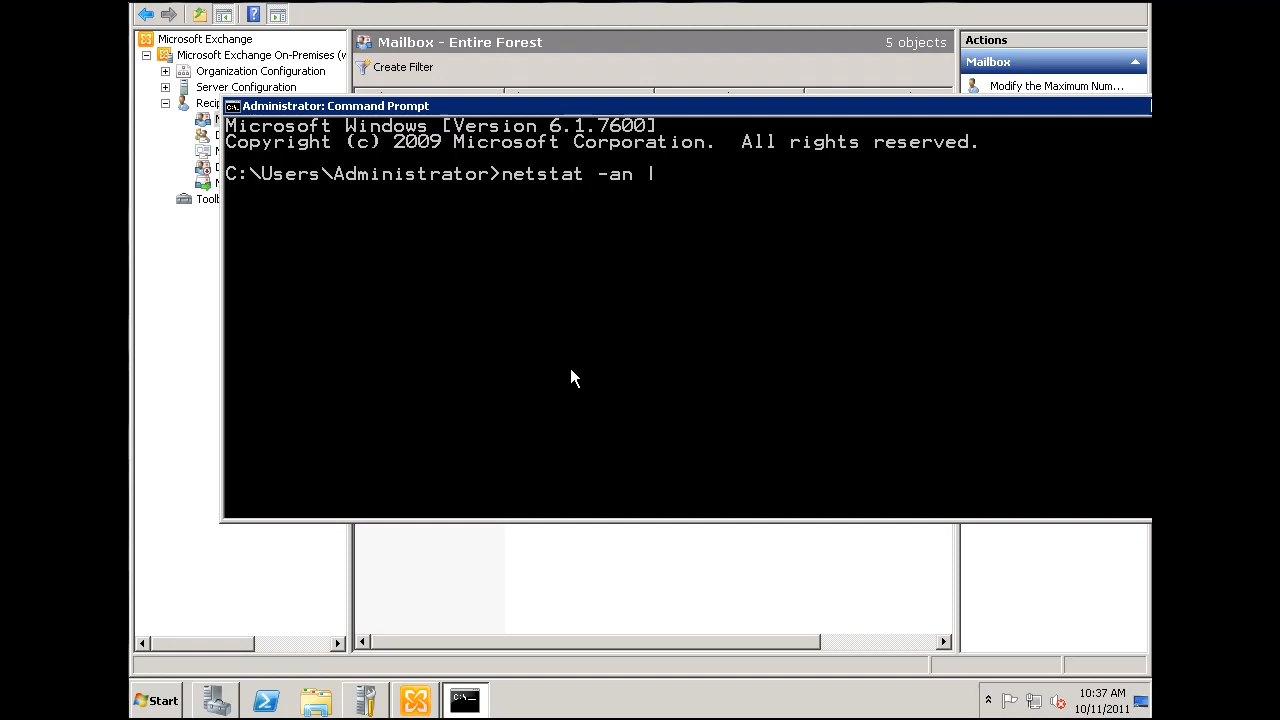 Microsoft Exchange
Microsoft Exchange On-Premises (w
Organization Configuration
Server Configuration
Recip
Mailbox - Entire Forest
5 objects
Create Filter
Actions
Mailbox
Modify the Maximum Num...
Administrator: Command Prompt
Microsoft Windows [Version 6.1.7600]
Copyright (c) 2009 Microsoft Corporation. All rights reserved.
C:\Users\Administrator>netstat -an |
Toolb
Start
10:37 AM
10/11/2011